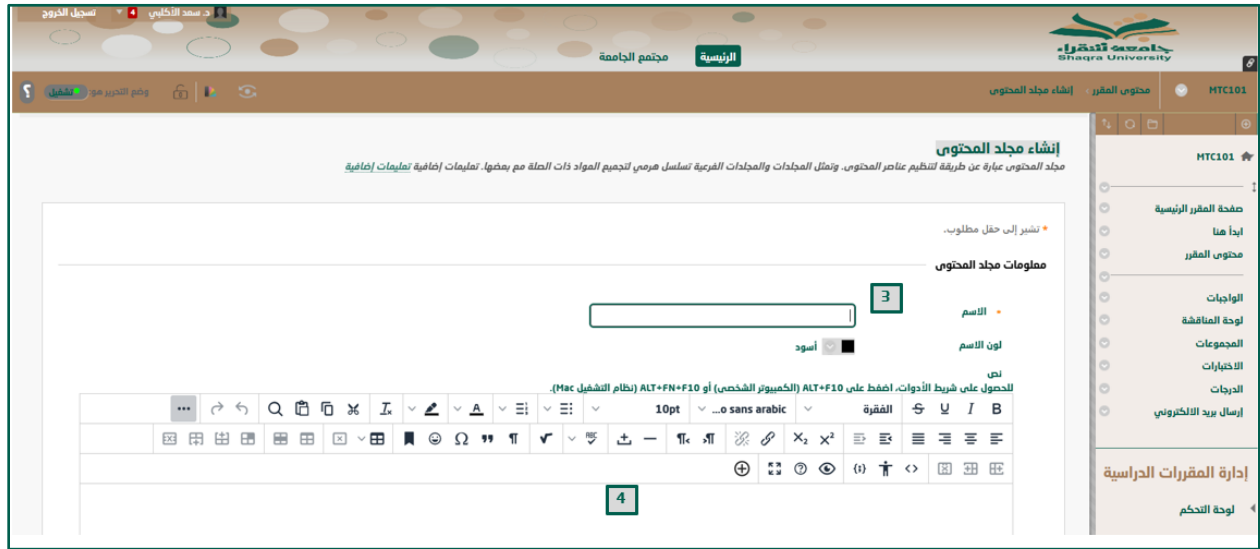 د. سعد الأكلبي 4 تسجيل الخروج
جامعة شقراء
Shaqra University
الرئيسية مجتمع الجامعة
MTC101 محتوى المقرر إنشاء مجلد المحتوى
وضع التحرير هو: تشغيل ؟
MTC101
صفحة المقرر الرئيسية
ابدأ هنا
محتوى المقرر
الواجبات
لوحة المناقشة
المجموعات
الاختبارات
الدرجات
إرسال بريد الالكتروني
إدارة المقررات الدراسية
لوحة التحكم
إنشاء مجلد المحتوى
مجلد المحتوى عبارة عن طريقة لتنظيم عناصر المحتوى. وتمثل المجلدات والمجلدات الفرعية تسلسل هرمي لتجميع المواد ذات الصلة مع بعضها. تعليمات إضافية تعليمات إضافية
* تشير إلى حقل مطلوب.
معلومات مجلد المحتوى
* الاسم
3
لون الاسم أسود
نص
للحصول على شريط الأدوات، اضغط على ALT+F10 (الكمبيوتر الشخصي) أو ALT+FN+F10 (نظام التشغيل Mac).
B I U S الفقرة o sans arabic... 10pt
4